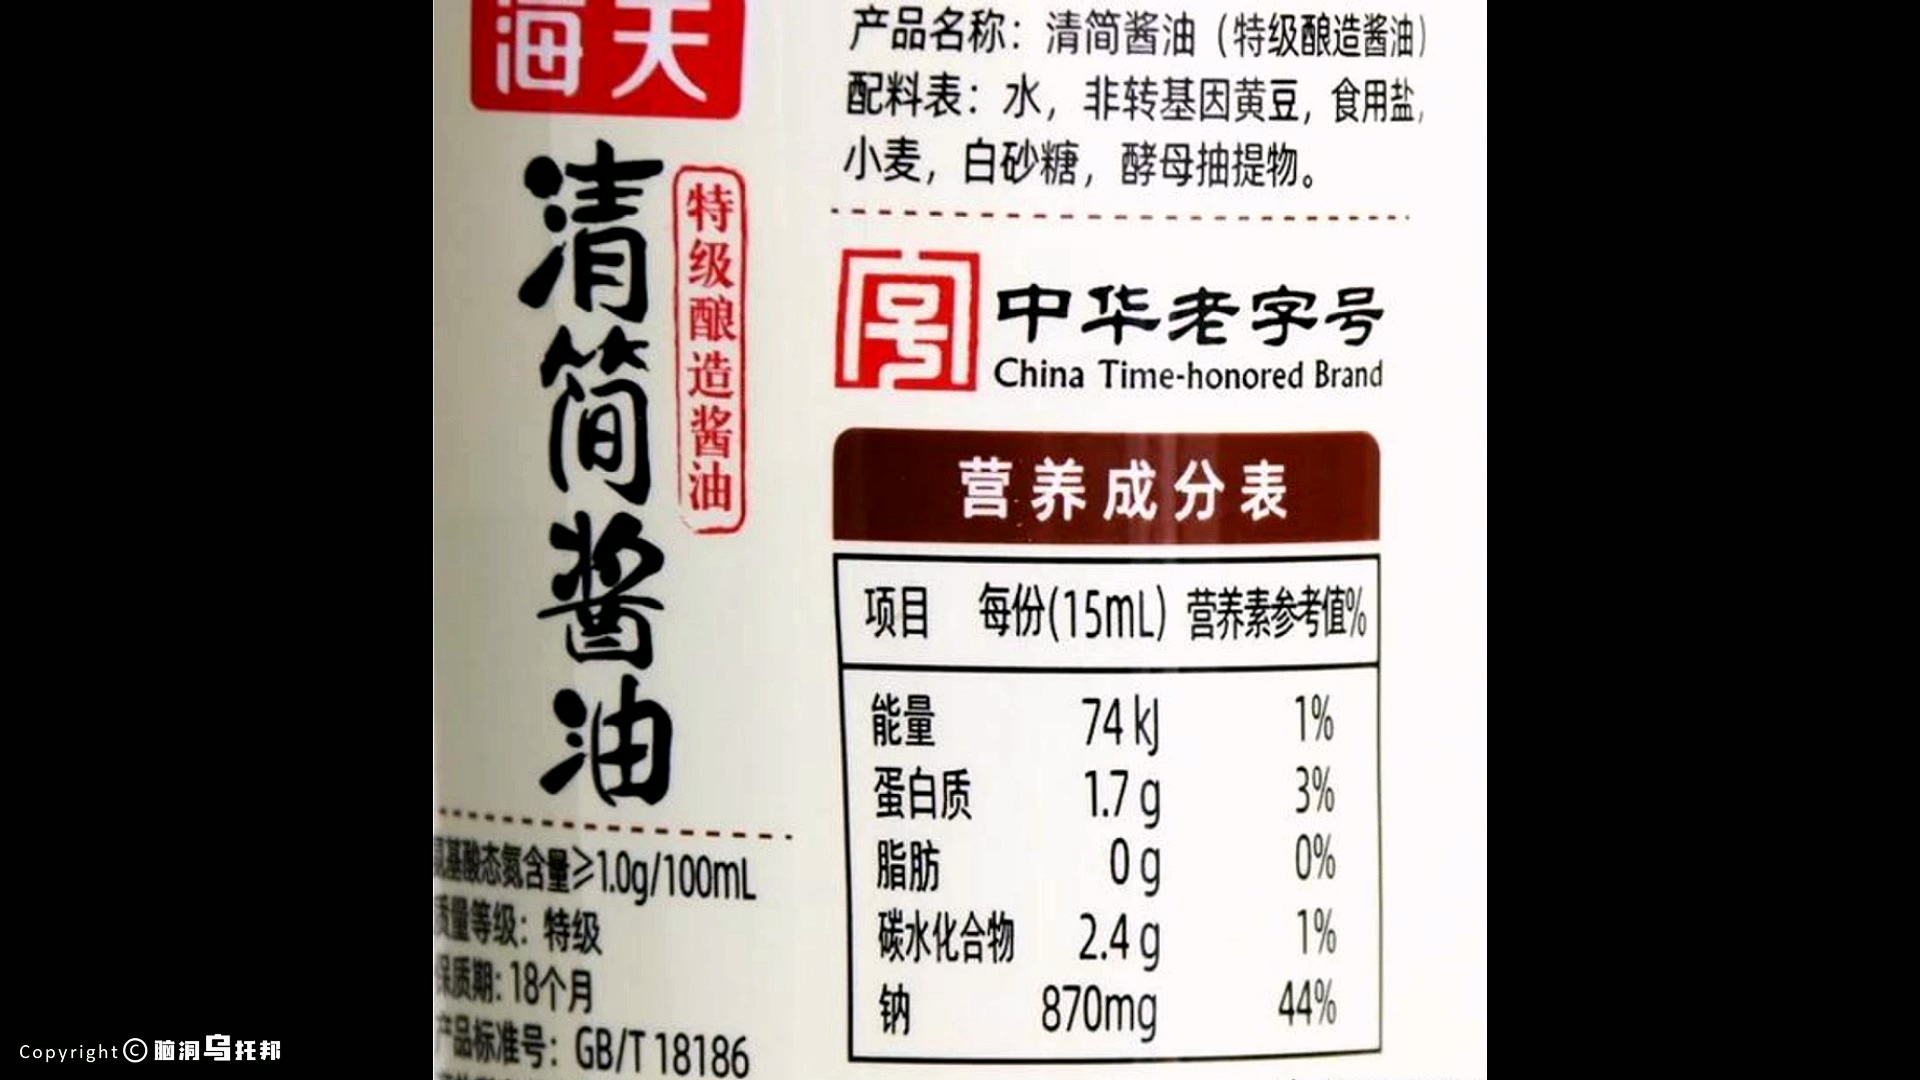 海天
清简酱油
特级酿造酱油
氨基酸态氮含量≥1.0g/100mL
质量等级：特级
保质期：18个月
产品标准号：GB/T 18186
产品名称：清简酱油（特级酿造酱油）
配料表：水，非转基因黄豆，食用盐，
小麦，白砂糖，酵母抽提物。
中华老字号
China Time-honored Brand
营养成分表
项目 每份(15mL) 营养素参考值%
能量 74 kJ 1%
蛋白质 1.7 g 3%
脂肪 0 g 0%
碳水化合物 2.4 g 1%
钠 870mg 44%
Copyright © 脑洞乌托邦